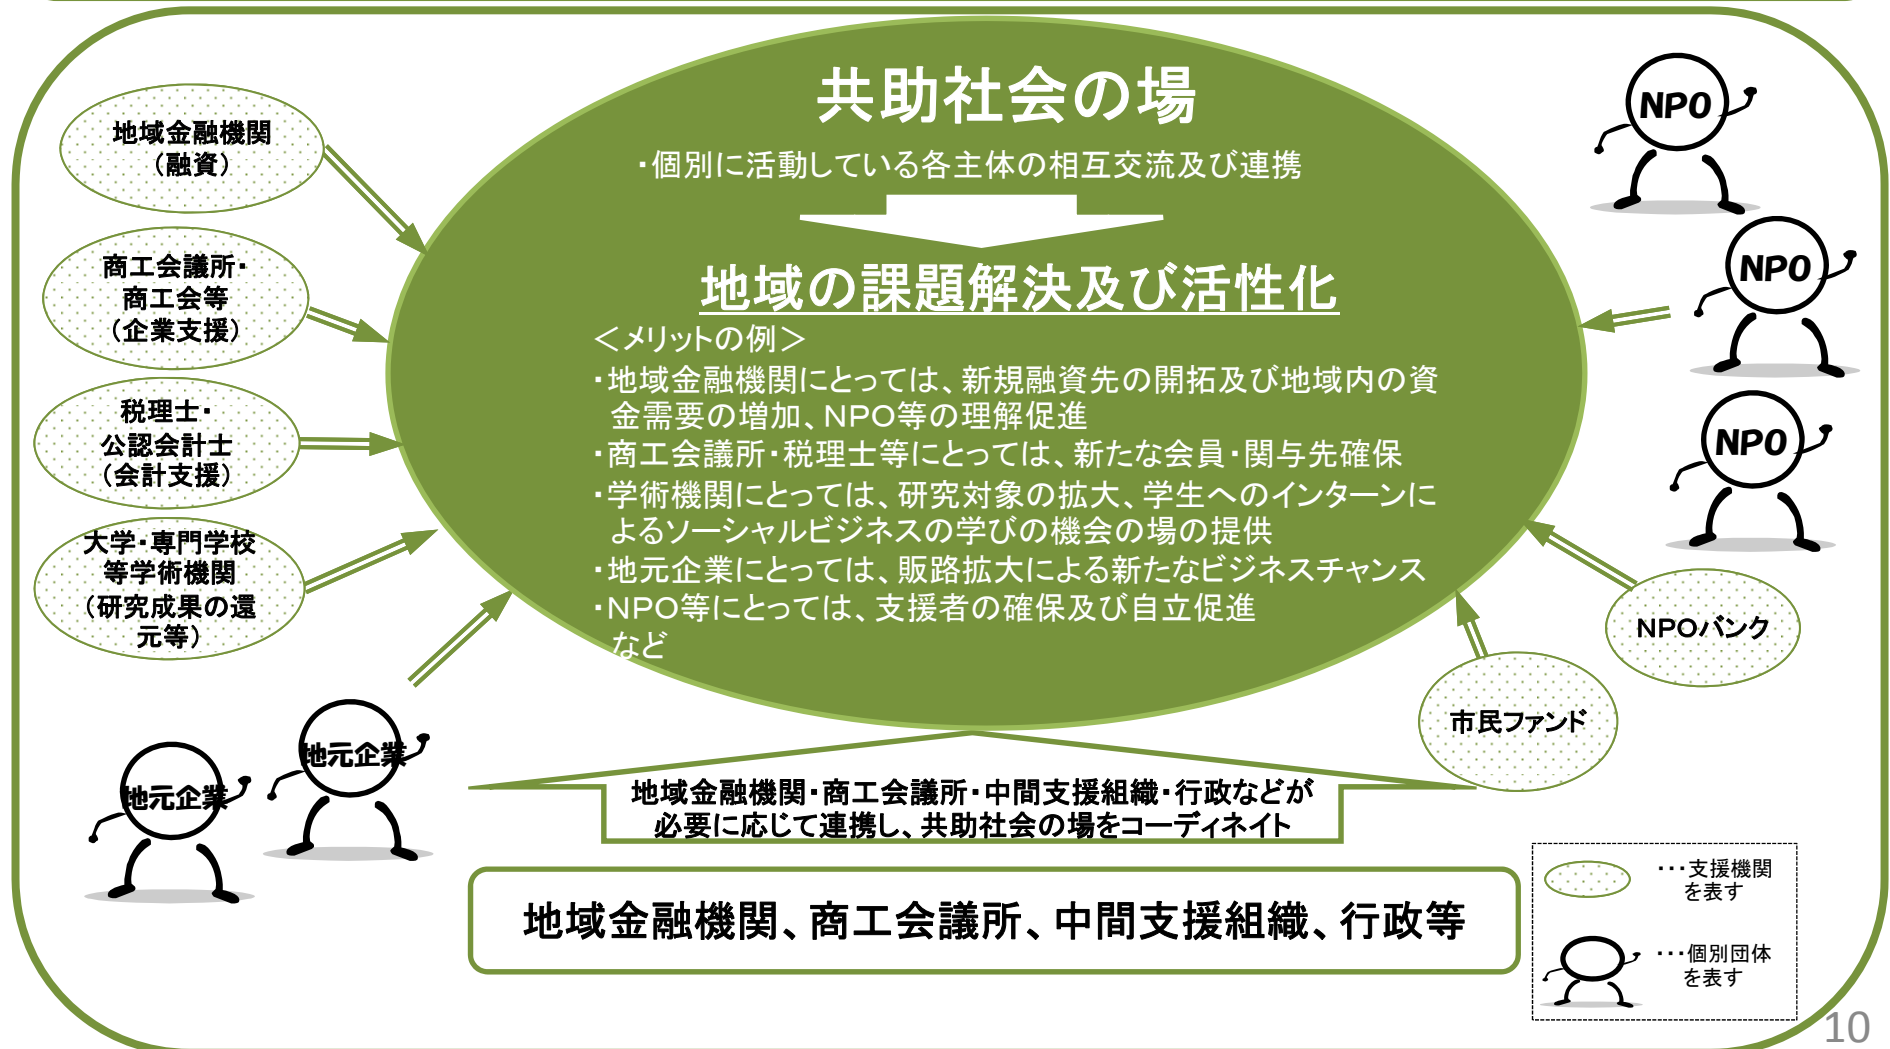 共助社会の場
・個別に活動している各主体の相互交流及び連携
地域の課題解決及び活性化
＜メリットの例＞
・地域金融機関にとっては、新規融資先の開拓及び地域内の資
金需要の増加、NPO等の理解促進
・商工会議所・税理士等にとっては、新たな会員・関与先確保
・学術機関にとっては、研究対象の拡大、学生へのインターンに
よるソーシャルビジネスの学びの機会の場の提供
・地元企業にとっては、販路拡大による新たなビジネスチャンス
・NPO等にとっては、支援者の確保及び自立促進
など
地域金融機関
（融資）
商工会議所・
商工会等
（企業支援）
税理士・
公認会計士
（会計支援）
大学・専門学校
等学術機関
（研究成果の還
元等）
地元企業
地元企業
NPO
NPO
NPO
NPOバンク
市民ファンド
地域金融機関・商工会議所・中間支援組織・行政などが
必要に応じて連携し、共助社会の場をコーディネイト
地域金融機関、商工会議所、中間支援組織、行政等
・・・支援機関
を表す
・・・個別団体
を表す
10